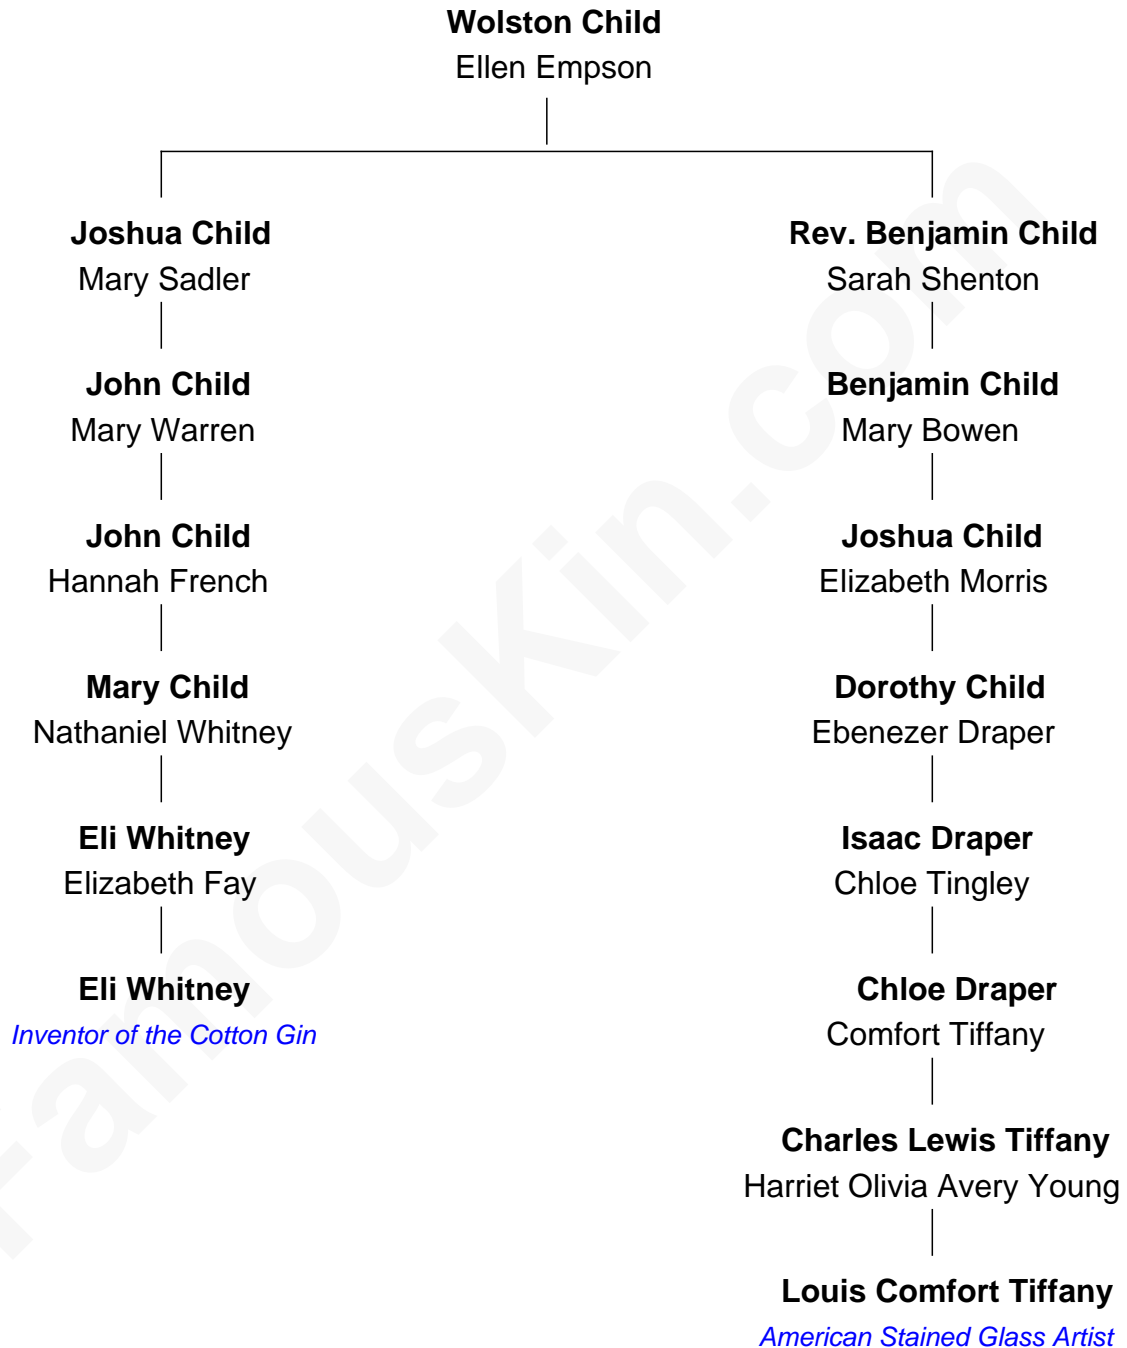 Wolston Child
Ellen Empson
Joshua Child
Mary Sadler
Rev. Benjamin Child
Sarah Shenton
John Child
Mary Warren
Benjamin Child
Mary Bowen
John Child
Hannah French
Joshua Child
Elizabeth Morris
Mary Child
Nathaniel Whitney
Dorothy Child
Ebenezer Draper
Eli Whitney
Elizabeth Fay
Isaac Draper
Chloe Tingley
Eli Whitney
Inventor of the Cotton Gin
Chloe Draper
Comfort Tiffany
Charles Lewis Tiffany
Harriet Olivia Avery Young
Louis Comfort Tiffany
American Stained Glass Artist
FamousKin.com